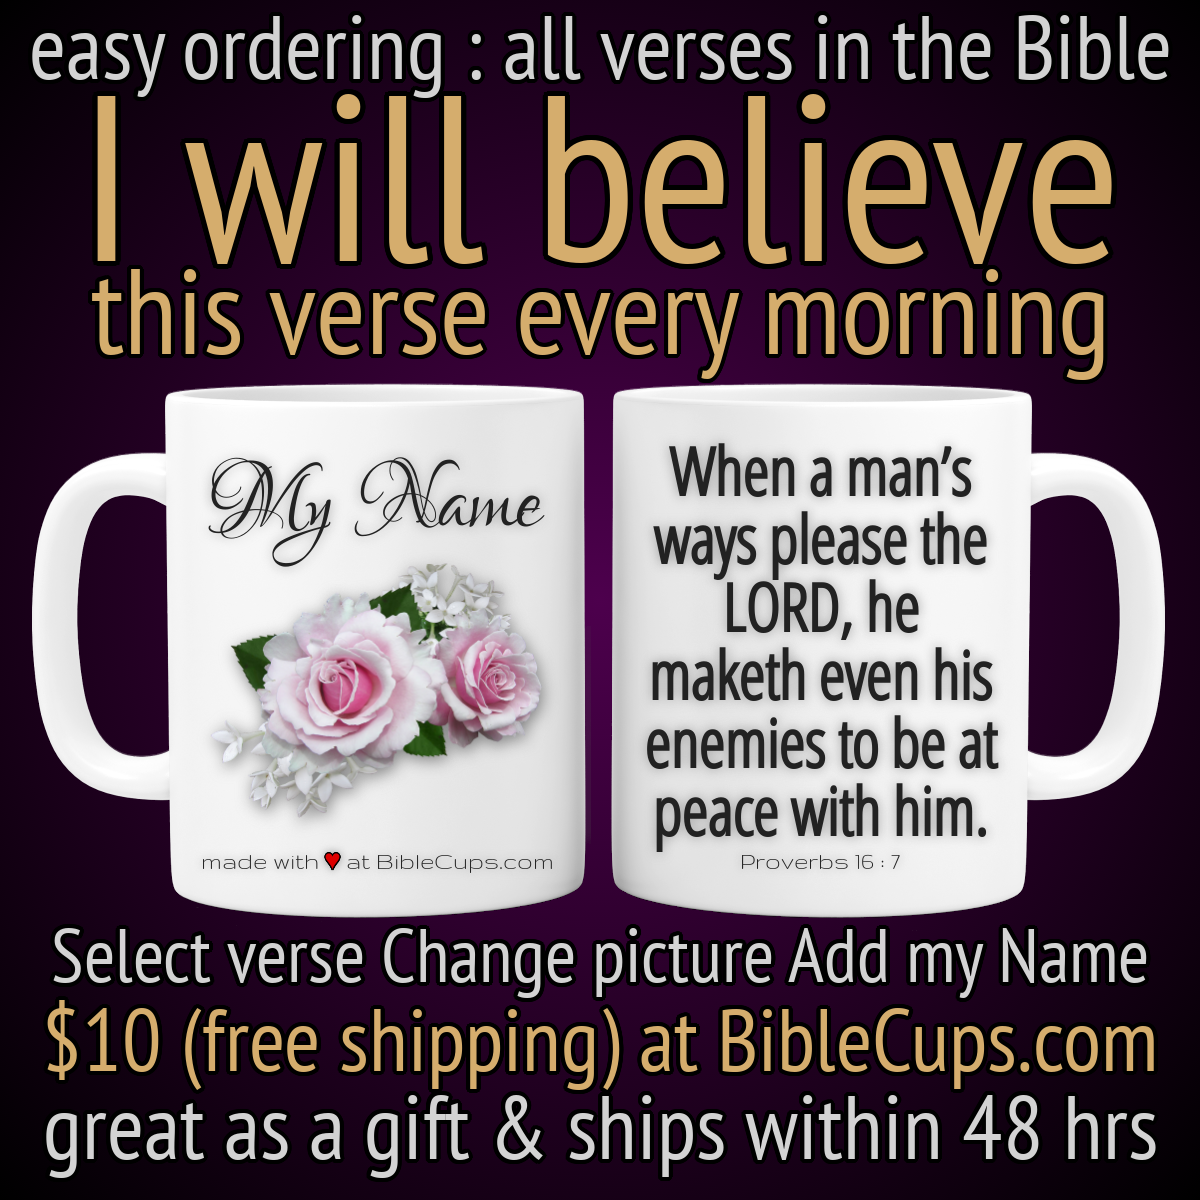 easy ordering : all verses in the Bible
I will believe
this verse every morning
My Name
made with ❤ at BibleCups.com
When a man’s
ways please the
LORD, he
maketh even his
enemies to be at
peace with him.
Proverbs 16 : 7
Select verse Change picture Add my Name
$10 (free shipping) at BibleCups.com
great as a gift & ships within 48 hrs